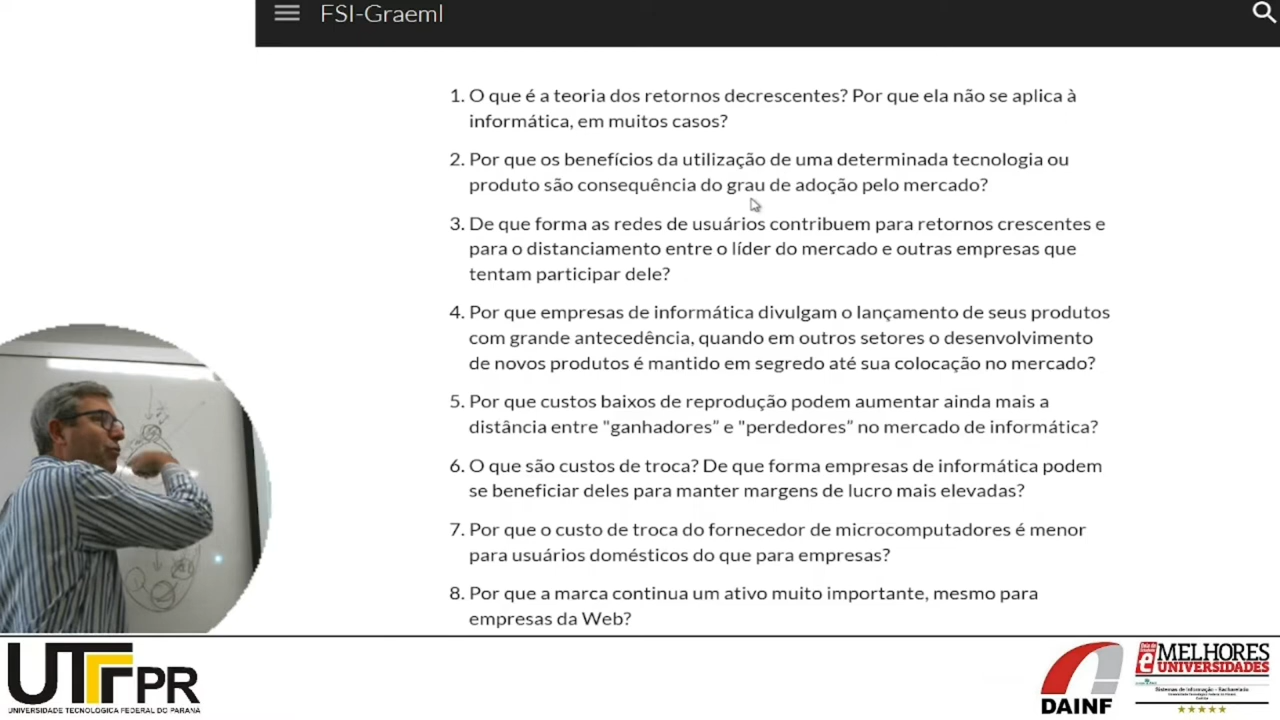 FSI-Graeml
1. O que é a teoria dos retornos decrescentes? Por que ela não se aplica à
informática, em muitos casos?
2. Por que os benefícios da utilização de uma determinada tecnologia ou
produto são consequência do grau de adoção pelo mercado?
3. De que forma as redes de usuários contribuem para retornos crescentes e
para o distanciamento entre o líder do mercado e outras empresas que
tentam participar dele?
4. Por que empresas de informática divulgam o lançamento de seus produtos
com grande antecedência, quando em outros setores o desenvolvimento
de novos produtos é mantido em segredo até sua colocação no mercado?
5. Por que custos baixos de reprodução podem aumentar ainda mais a
distância entre "ganhadores" e "perdedores" no mercado de informática?
6. O que são custos de troca? De que forma empresas de informática podem
se beneficiar deles para manter margens de lucro mais elevadas?
7. Por que o custo de troca do fornecedor de microcomputadores é menor
para usuários domésticos do que para empresas?
8. Por que a marca continua um ativo muito importante, mesmo para
empresas da Web?
UTFPR
UNIVERSIDADE TECNOLÓGICA FEDERAL DO PARANÁ
DAINF
MELHORES
UNIVERSIDADES
Sistemas de Informação - Bacharelado